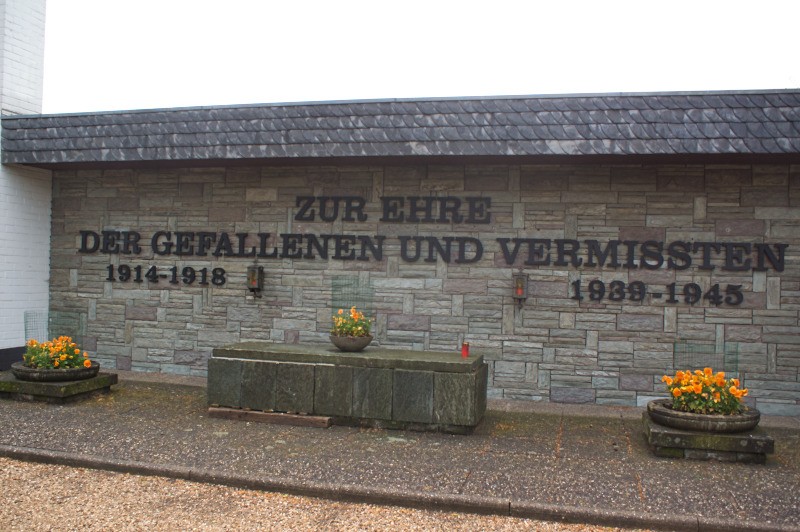 ZUR EHRE
DER GEFALLENEN UND VERMISSTEN
1914-1918
1939-1945